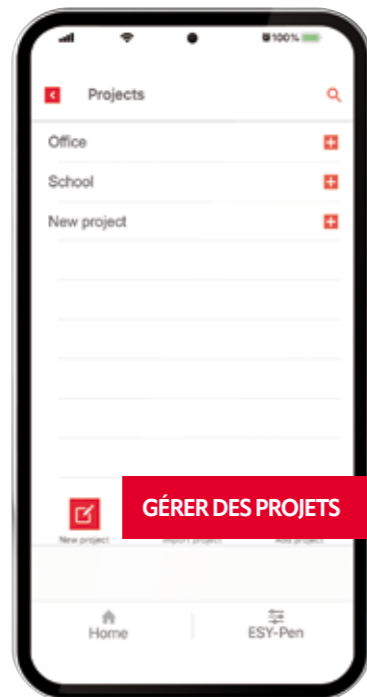 100%
Projects
Office
School
New project
GÉRER DES PROJETS
New project
Home
ESY-Pen